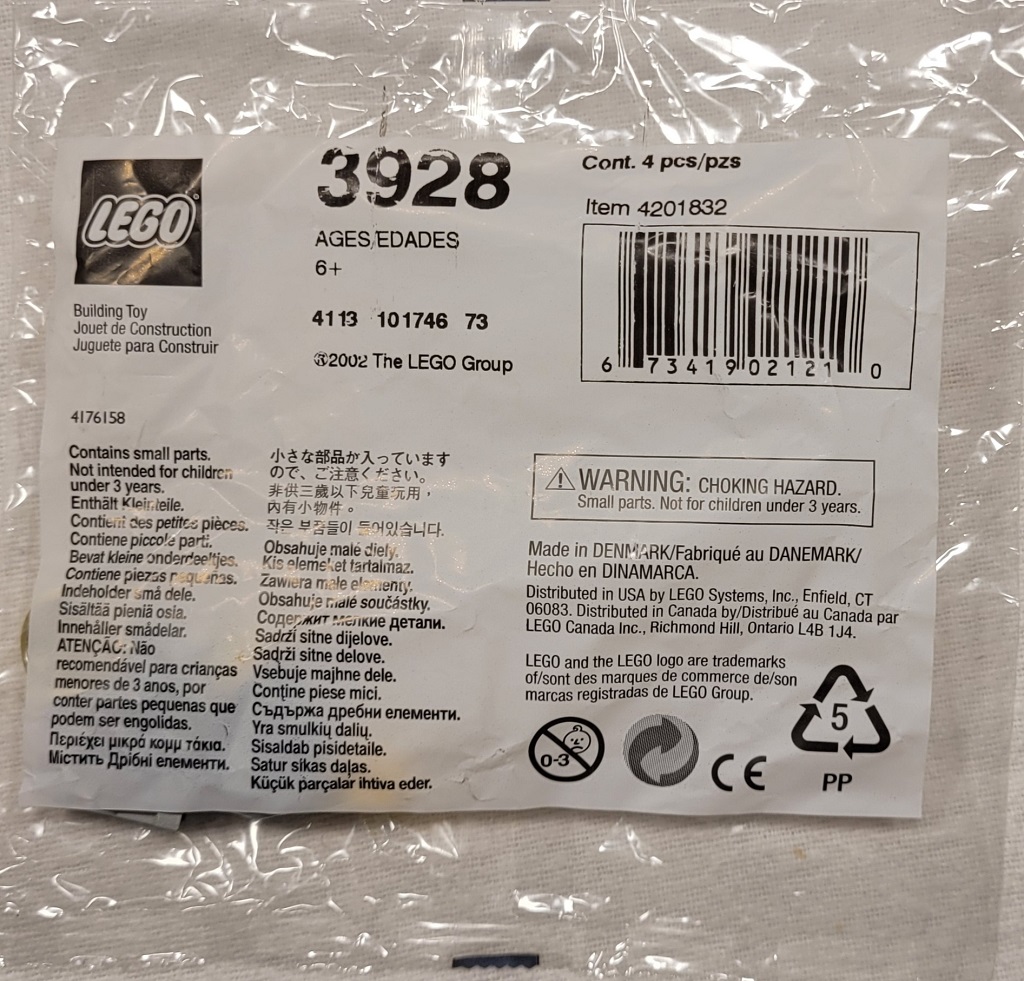 LEGO
3928
AGES/EDADES
6+
4113 101746 73
©2002 The LEGO Group
Cont. 4 pcs/pzs
Item 4201832
6 73419 02121 0
Building Toy
Jouet de Construction
Juguete para Construir
4176158
Contains small parts.
Not intended for children
under 3 years.
Enthält Kleinteile.
Contient des petites pièces.
Contiene piccole parti.
Bevat kleine onderdeeltjes.
Contiene piezas pequeñas.
Indeholder små dele.
Sisältää pieniä osia.
Innehåller smådelar.
ATENÇÃO: Não
recomendável para crianças
menores de 3 anos, por
conter partes pequenas que
podem ser engolidas.
Περιέχει μικρά κομμ τάκια.
Містить Дрібні елементи.
小さな部品が入っています
ので、ご注意ください。
非供三歲以下兒童玩用，
內有小物件。
작은 부품들이 들어있습니다.
Obsahuje malé diely.
Kis elemeket tartalmaz.
Zawiera małe elementy.
Obsahuje malé součástky.
Содержит мелкие детали.
Sadrži sitne dijelove.
Sadrži sitne delove.
Vsebuje majhne dele.
Conține piese mici.
Съдържа дребни елементи.
Yra smulkių dalių.
Sisaldab pisidetaile.
Satur sīkas daļas.
Küçük parçalar ihtiva eder.
WARNING: CHOKING HAZARD.
Small parts. Not for children under 3 years.
Made in DENMARK/Fabriqué au DANEMARK/
Hecho en DINAMARCA.
Distributed in USA by LEGO Systems, Inc., Enfield, CT
06083. Distributed in Canada by/Distribué au Canada par
LEGO Canada Inc., Richmond Hill, Ontario L4B 1J4.
LEGO and the LEGO logo are trademarks
of/sont des marques de commerce de/son
marcas registradas de LEGO Group.
0-3
CE
5
PP